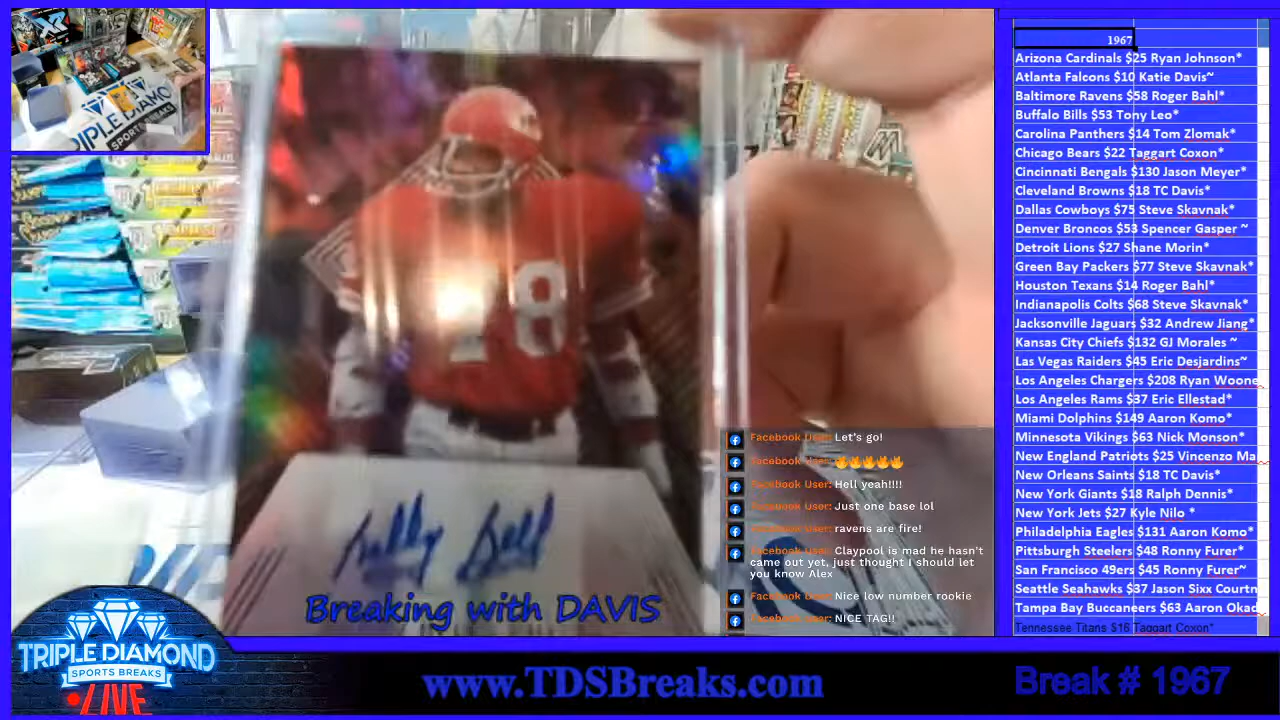 XR
TRIPLE DIAMO
SPORTS BREAKS
1967
Arizona Cardinals $25 Ryan Johnson*
Atlanta Falcons $10 Katie Davis~
Baltimore Ravens $58 Roger Bahl*
Buffalo Bills $53 Tony Leo*
Carolina Panthers $14 Tom Zlomak*
Chicago Bears $22 Taggart Coxon*
Cincinnati Bengals $130 Jason Meyer*
Cleveland Browns $18 TC Davis*
Dallas Cowboys $75 Steve Skavnak*
Denver Broncos $53 Spencer Gasper ~
Detroit Lions $27 Shane Morin*
Green Bay Packers $77 Steve Skavnak*
Houston Texans $14 Roger Bahl*
Indianapolis Colts $68 Steve Skavnak*
Jacksonville Jaguars $32 Andrew Jiang*
Kansas City Chiefs $132 GJ Morales ~
Las Vegas Raiders $45 Eric Desjardins~
Los Angeles Chargers $208 Ryan Woone
Los Angeles Rams $37 Eric Ellestad*
Miami Dolphins $149 Aaron Komo*
Minnesota Vikings $63 Nick Monson*
New England Patriots $25 Vincenzo Ma
New Orleans Saints $18 TC Davis*
New York Giants $18 Ralph Dennis*
New York Jets $27 Kyle Nilo *
Philadelphia Eagles $131 Aaron Komo*
Pittsburgh Steelers $48 Ronny Furer*
San Francisco 49ers $45 Ronny Furer~
Seattle Seahawks $37 Jason Sixx Courtn
Tampa Bay Buccaneers $63 Aaron Okad
Tennessee Titans $16 Taggart Coxon*
78
Bobby Bell
Facebook User: Let's go!
Facebook User: 🔥🔥🔥🔥🔥
Facebook User: Hell yeah!!!!
Facebook User: Just one base lol
Facebook User: ravens are fire!
Facebook User: Claypool is mad he hasn't
came out yet, just thought I should let
you know Alex
Facebook User: Nice low number rookie
Facebook User: NICE TAG!!
Breaking with DAVIS
TRIPLE DIAMOND
SPORTS BREAKS
•LIVE
www.TDSBreaks.com
Break # 1967